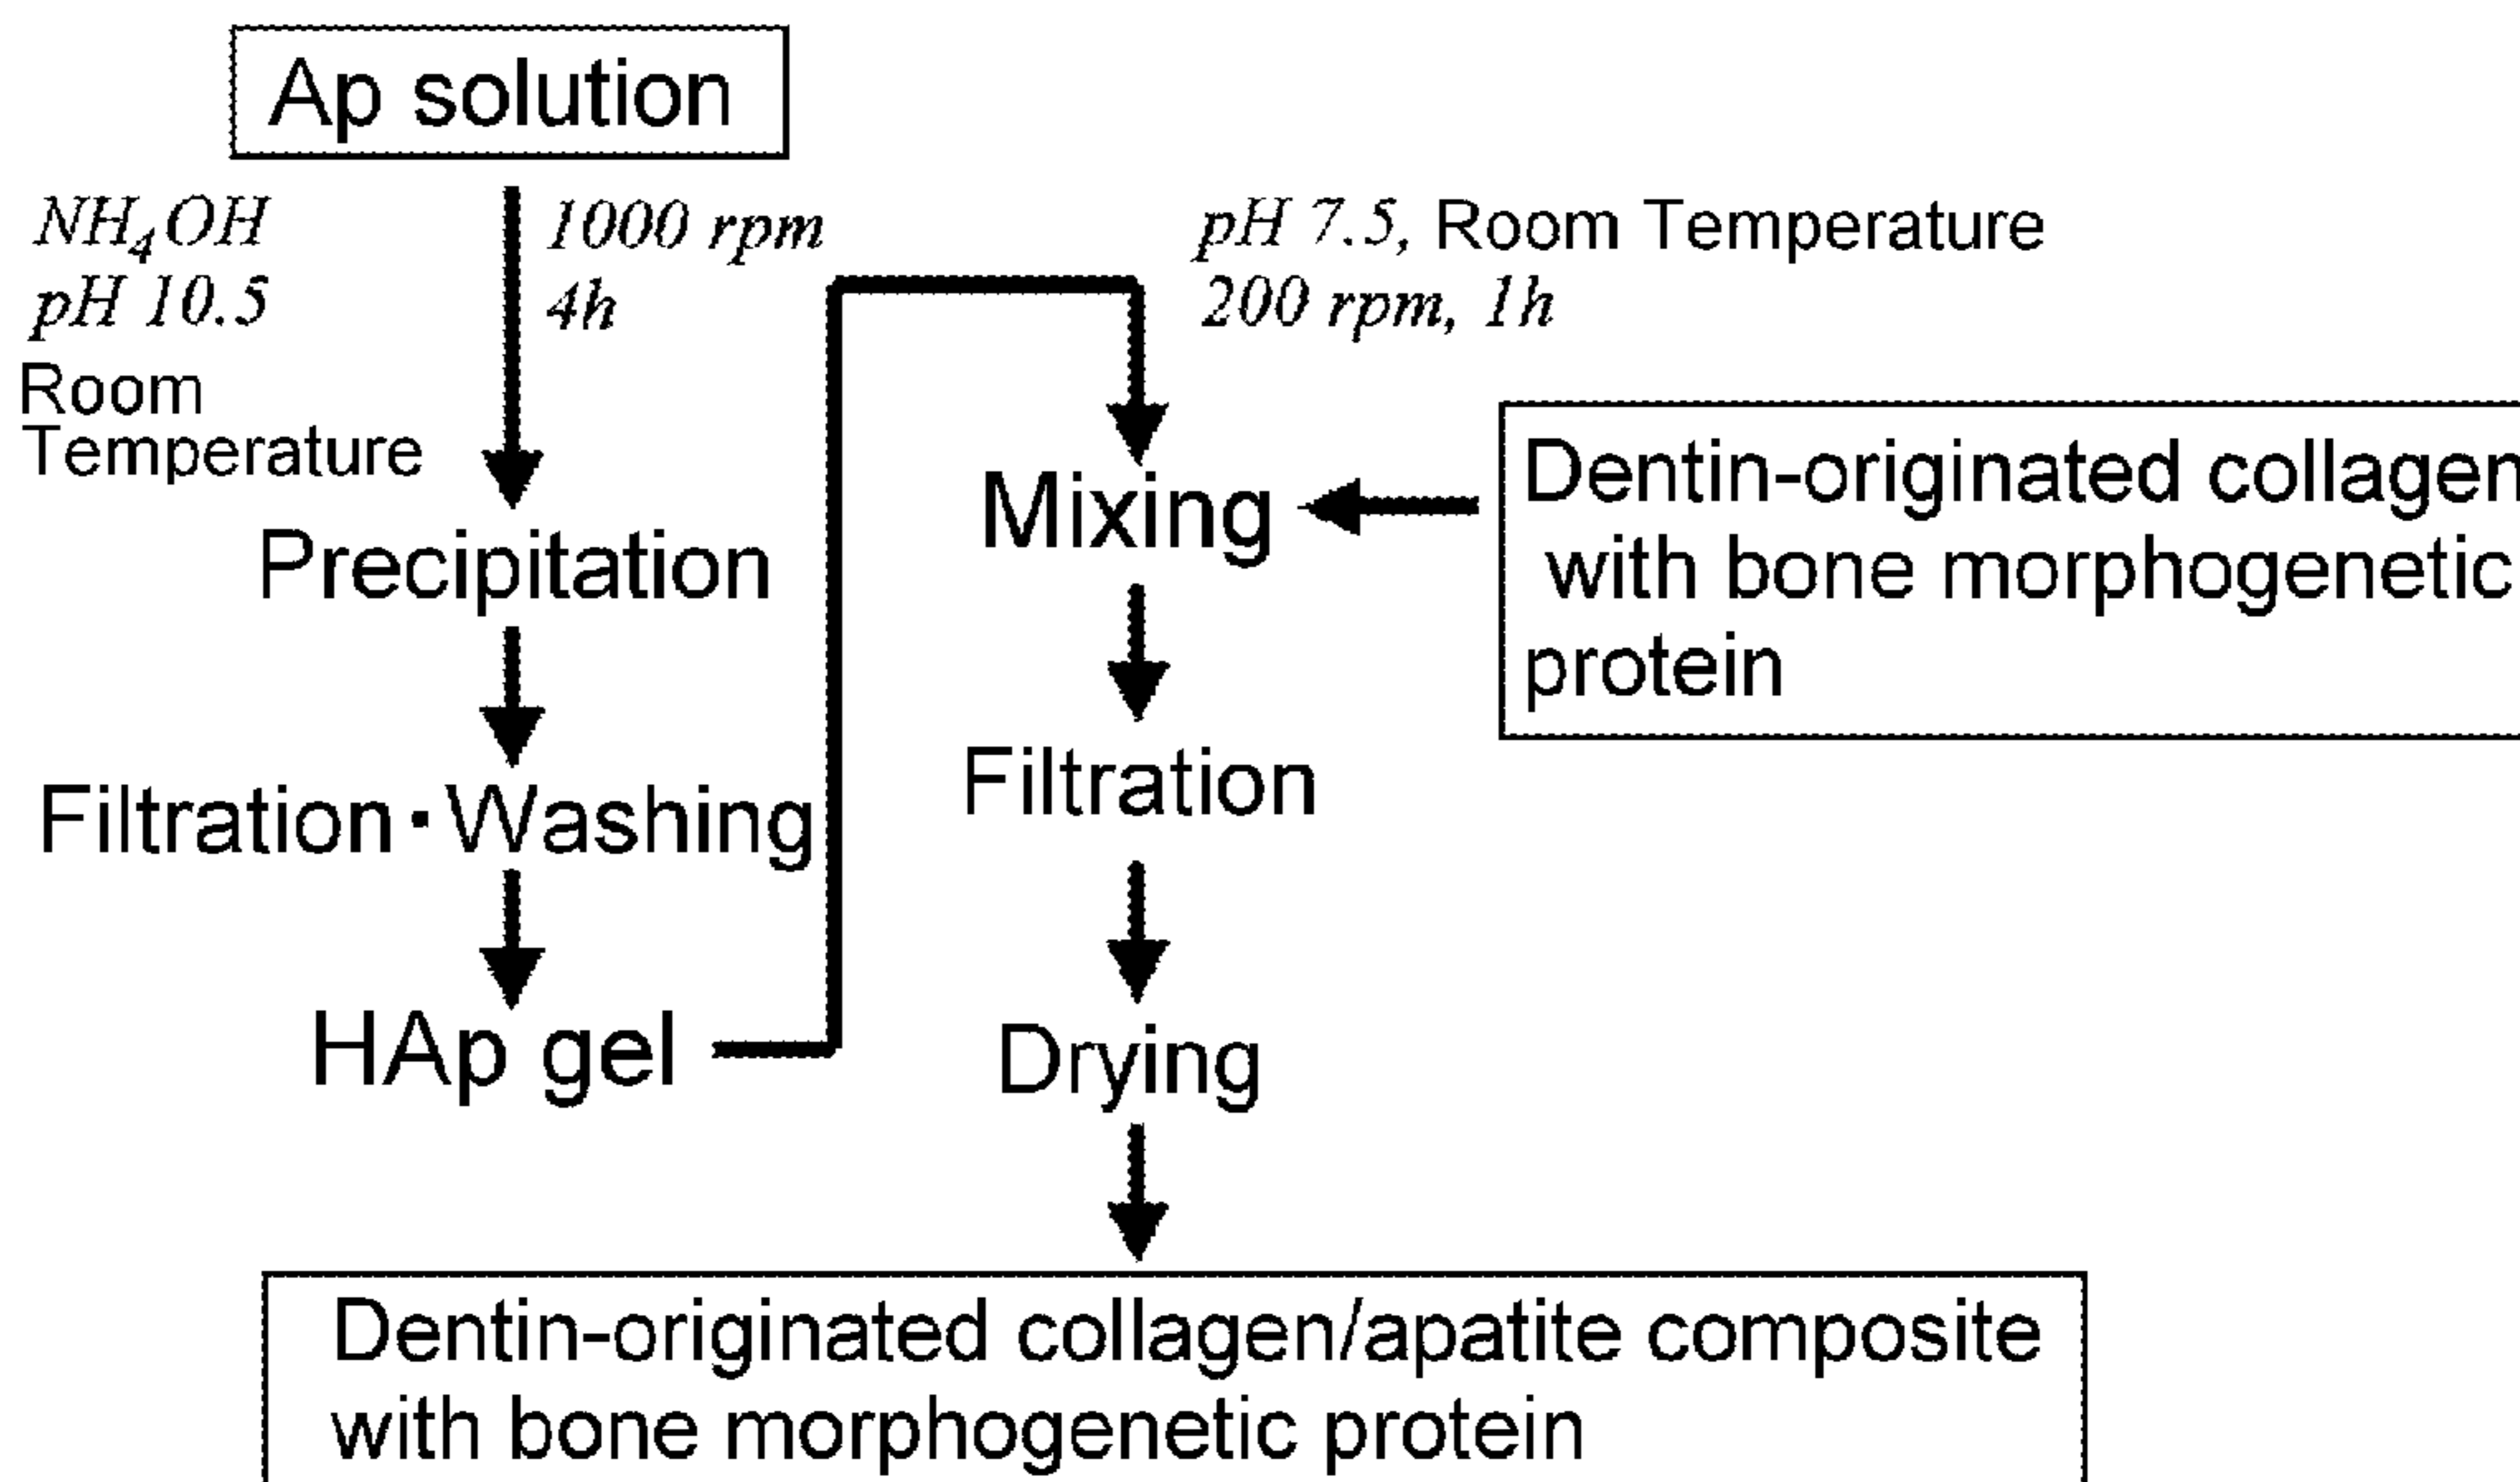 Ap solution
NH₄OH
pH 10.5
Room
Temperature
1000 rpm
4h
Precipitation
Filtration・Washing
HAp gel
pH 7.5, Room Temperature
200 rpm, 1h
Mixing
Dentin-originated collagen
with bone morphogenetic
protein
Filtration
Drying
Dentin-originated collagen/apatite composite
with bone morphogenetic protein